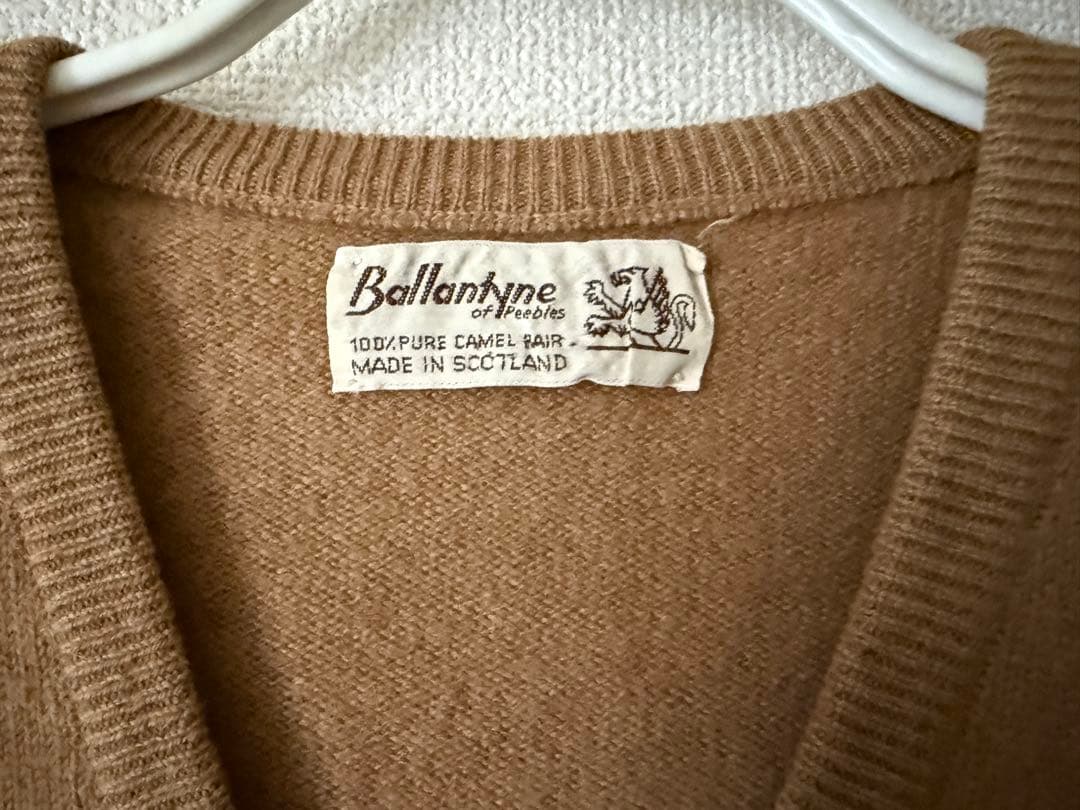 Ballantyne
of Peebles
100% PURE CAMEL HAIR
MADE IN SCOTLAND